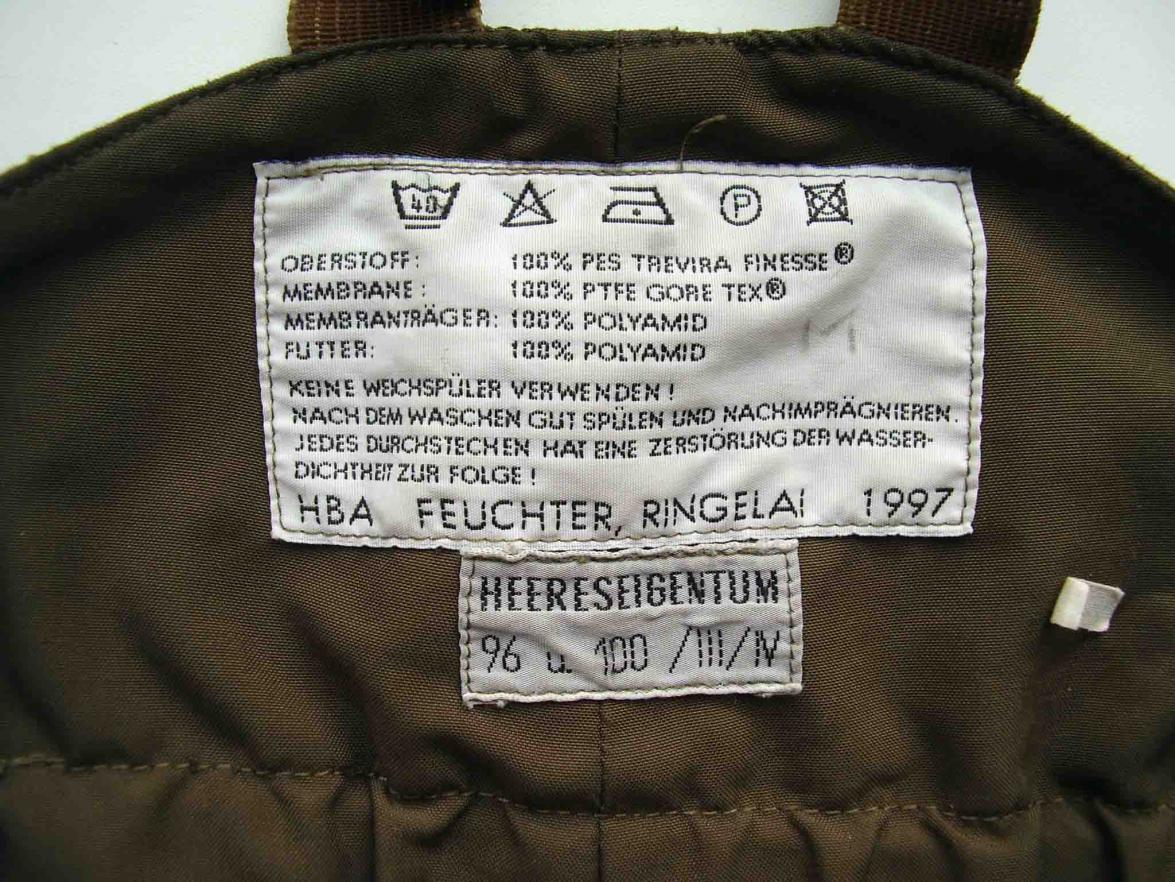 40
P
OBERSTOFF: 100% PES TREVIRA FINESSE®
MEMBRANE: 100% PTFE GORE TEX®
MEMBRANTRÄGER: 100% POLYAMID
FUTTER: 100% POLYAMID
KEINE WEICHSPÜLER VERWENDEN!
NACH DEM WASCHEN GUT SPÜLEN UND NACHIMPRÄGNIEREN.
JEDES DURCHSTECHEN HAT EINE ZERSTÖRUNG DER WASSER-
DICHTHEIT ZUR FOLGE!
HBA FEUCHTER, RINGELAI 1997
HEERESEIGENTUM
96 u. 100 /III/IV